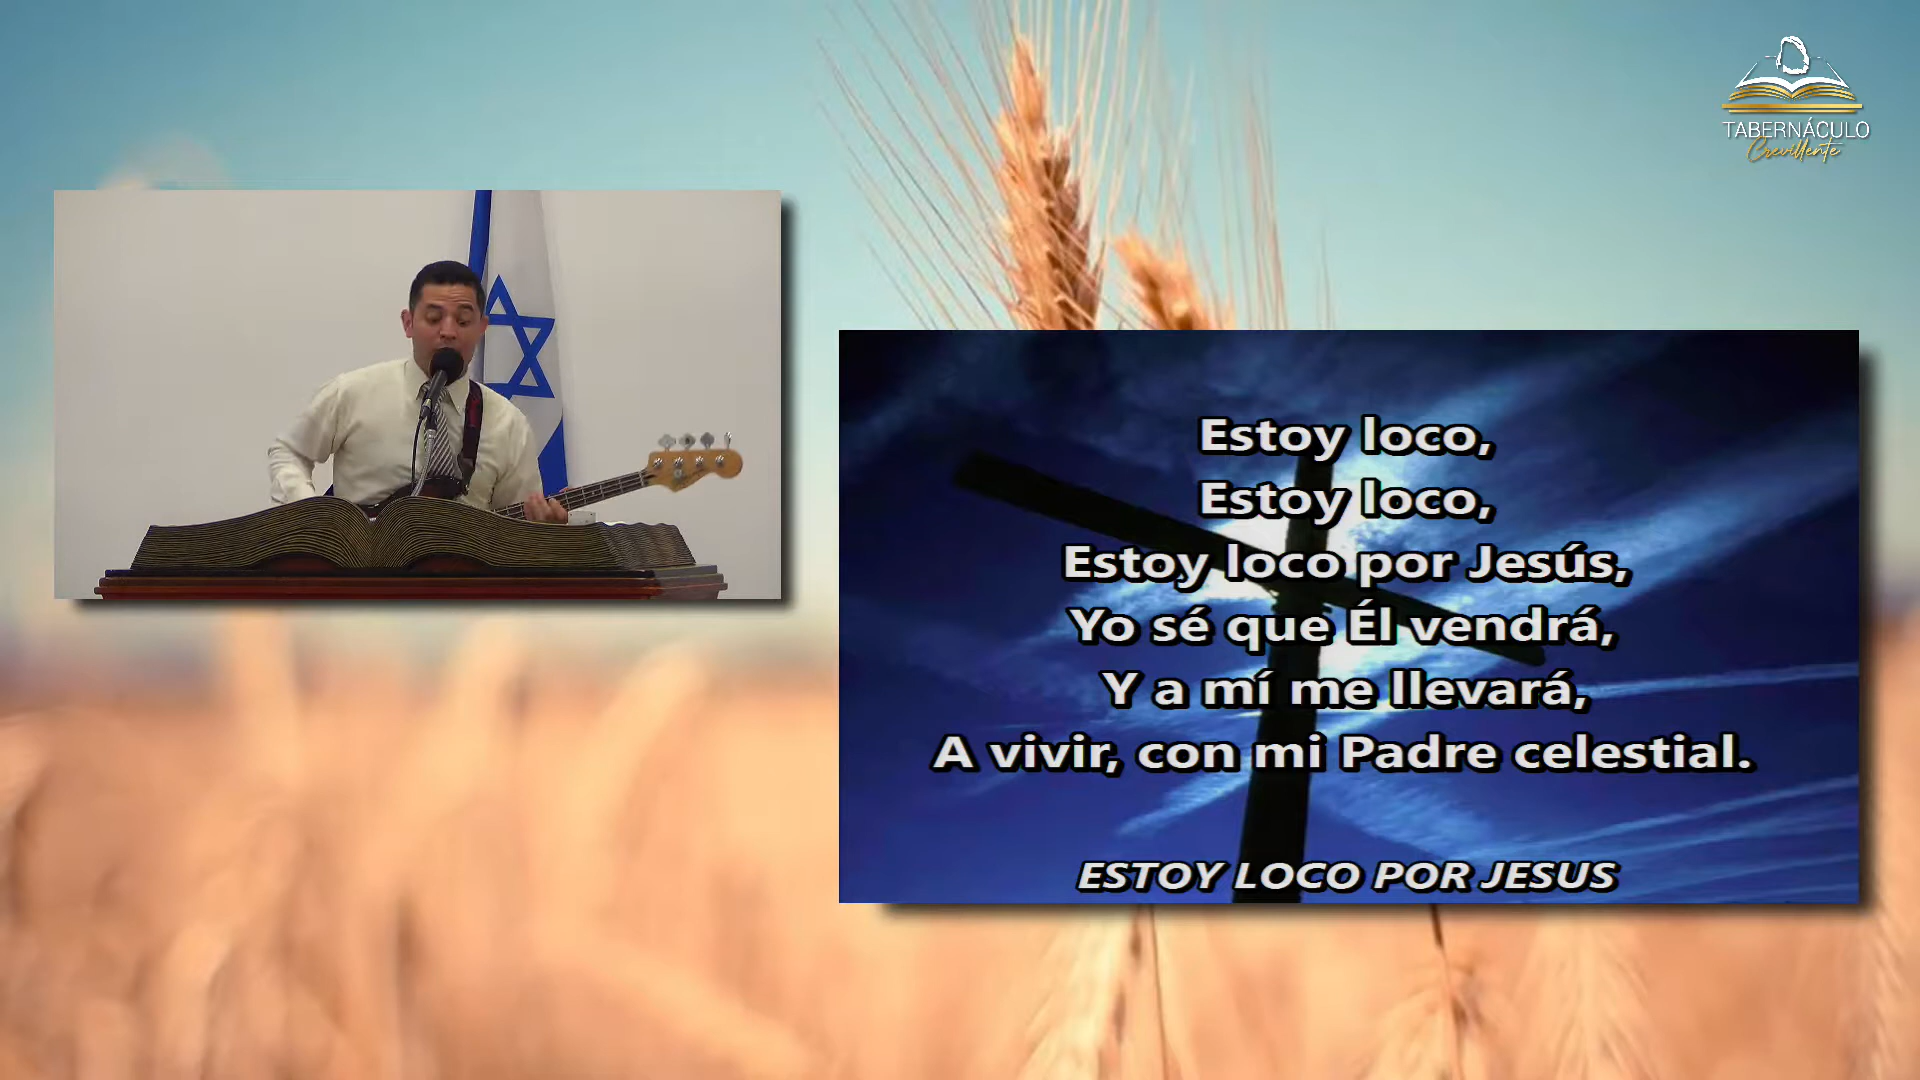 TABERNÁCULO
Crevillente
Estoy loco,
Estoy loco,
Estoy loco por Jesús,
Yo sé que Él vendrá,
Y a mí me llevará,
A vivir, con mi Padre celestial.
ESTOY LOCO POR JESUS